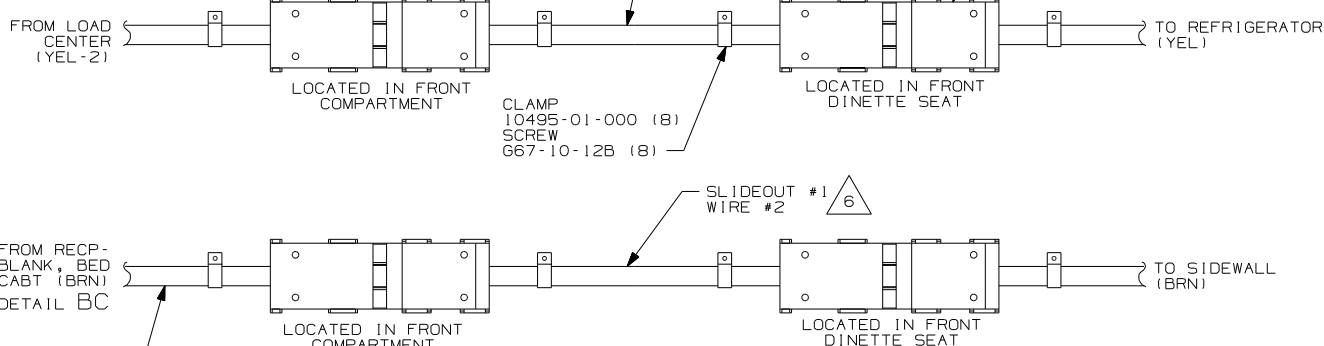 FROM LOAD
CENTER
(YEL-2)
LOCATED IN FRONT
COMPARTMENT
CLAMP
10495-01-000 (8)
SCREW
G67-10-12B (8)
LOCATED IN FRONT
DINETTE SEAT
TO REFRIGERATOR
(YEL)
SLIDEOUT #1
WIRE #2
6
FROM RECP-
BLANK, BED
CABT (BRN)
DETAIL BC
LOCATED IN FRONT
COMPARTMENT
LOCATED IN FRONT
DINETTE SEAT
TO SIDEWALL
(BRN)